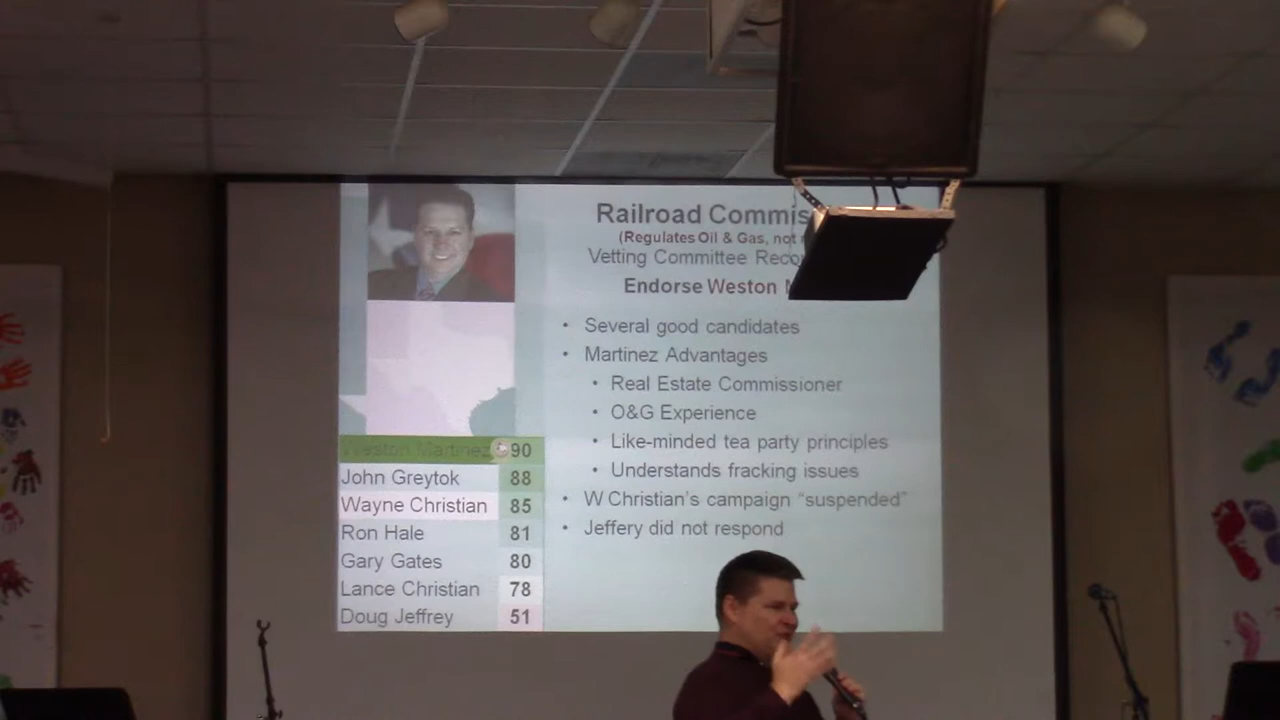 Railroad Commis
(Regulates Oil & Gas, not
Vetting Committee Reco
Endorse Weston
• Several good candidates
• Martinez Advantages
• Real Estate Commissioner
• O&G Experience
• Like-minded tea party principles
• Understands fracking issues
• W Christian's campaign "suspended"
• Jeffery did not respond
Weston Martinez 90
John Greytok 88
Wayne Christian 85
Ron Hale 81
Gary Gates 80
Lance Christian 78
Doug Jeffrey 51